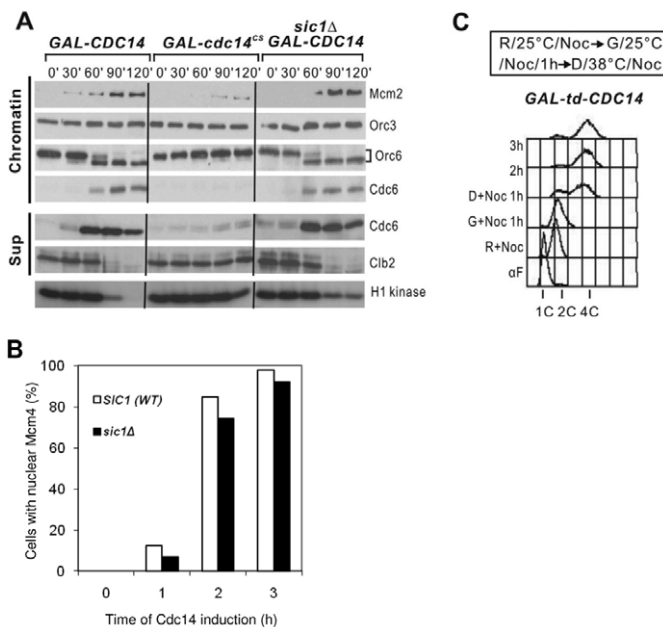 A
GAL-CDC14
GAL-cdc14cs
sic1Δ
GAL-CDC14
0' 30' 60' 90' 120' 0' 30' 60' 90' 120' 0' 30' 60' 90' 120'
Chromatin
Mcm2
Orc3
Orc6
Cdc6
Sup
Cdc6
Clb2
H1 kinase
B
Cells with nuclear Mcm4 (%)
100
80
60
40
20
0
SIC1 (WT)
sic1Δ
0 1 2 3
Time of Cdc14 induction (h)
C
R/25°C/Noc→G/25°C
/Noc/1h→D/38°C/Noc
GAL-td-CDC14
3h
2h
D+Noc 1h
G+Noc 1h
R+Noc
αF
1C 2C 4C